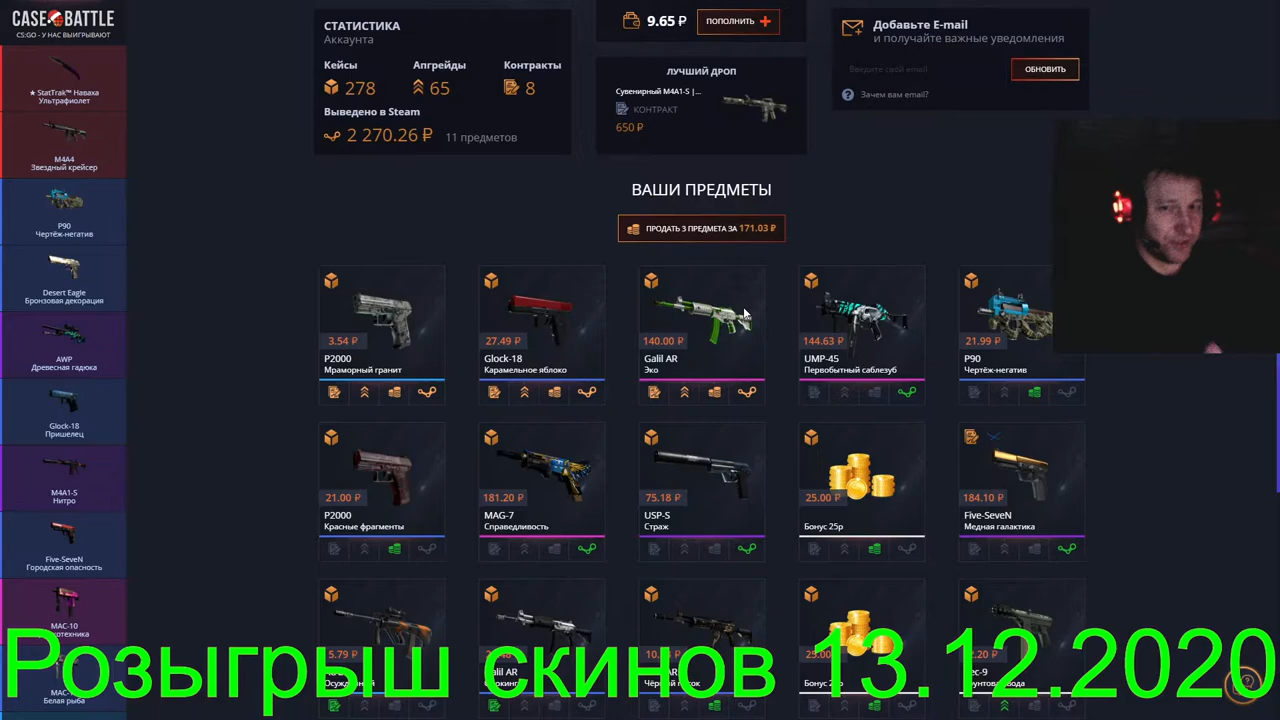 CASE BATTLE
CS:GO - У НАС ВЫИГРЫВАЮТ
★ StatTrak™ Наваха
Ультрафиолет
M4A4
Звездный крейсер
P90
Чертёж-негатив
Desert Eagle
Бронзовая декорация
AWP
Древесная гадюка
Glock-18
Пришелец
M4A1-S
Нитро
Five-SeveN
Городская опасность
MAC-10
Белая рыба
СТАТИСТИКА
Аккаунта
Кейсы
278
Апгрейды
65
Контракты
8
Выведено в Steam
2 270.26 ₽
11 предметов
9.65 ₽
ПОПОЛНИТЬ +
ЛУЧШИЙ ДРОП
Сувенирный M4A1-S |...
КОНТРАКТ
650 ₽
Добавьте E-mail
и получайте важные уведомления
Введите свой email
ОБНОВИТЬ
Зачем вам email?
ВАШИ ПРЕДМЕТЫ
ПРОДАТЬ 3 ПРЕДМЕТА ЗА 171.03 ₽
3.54 ₽
P2000
Мраморный гранит
27.49 ₽
Glock-18
Карамельное яблоко
140.00 ₽
Galil AR
Эко
144.63 ₽
UMP-45
Первобытный саблезуб
21.99 ₽
P90
Чертёж-негатив
21.00 ₽
P2000
Красные фрагменты
181.20 ₽
MAG-7
Справедливость
75.18 ₽
USP-S
Страж
25.00 ₽
Бонус 25р
184.10 ₽
Five-SeveN
Медная галактика
Розыгрыш скинов 13.12.2020